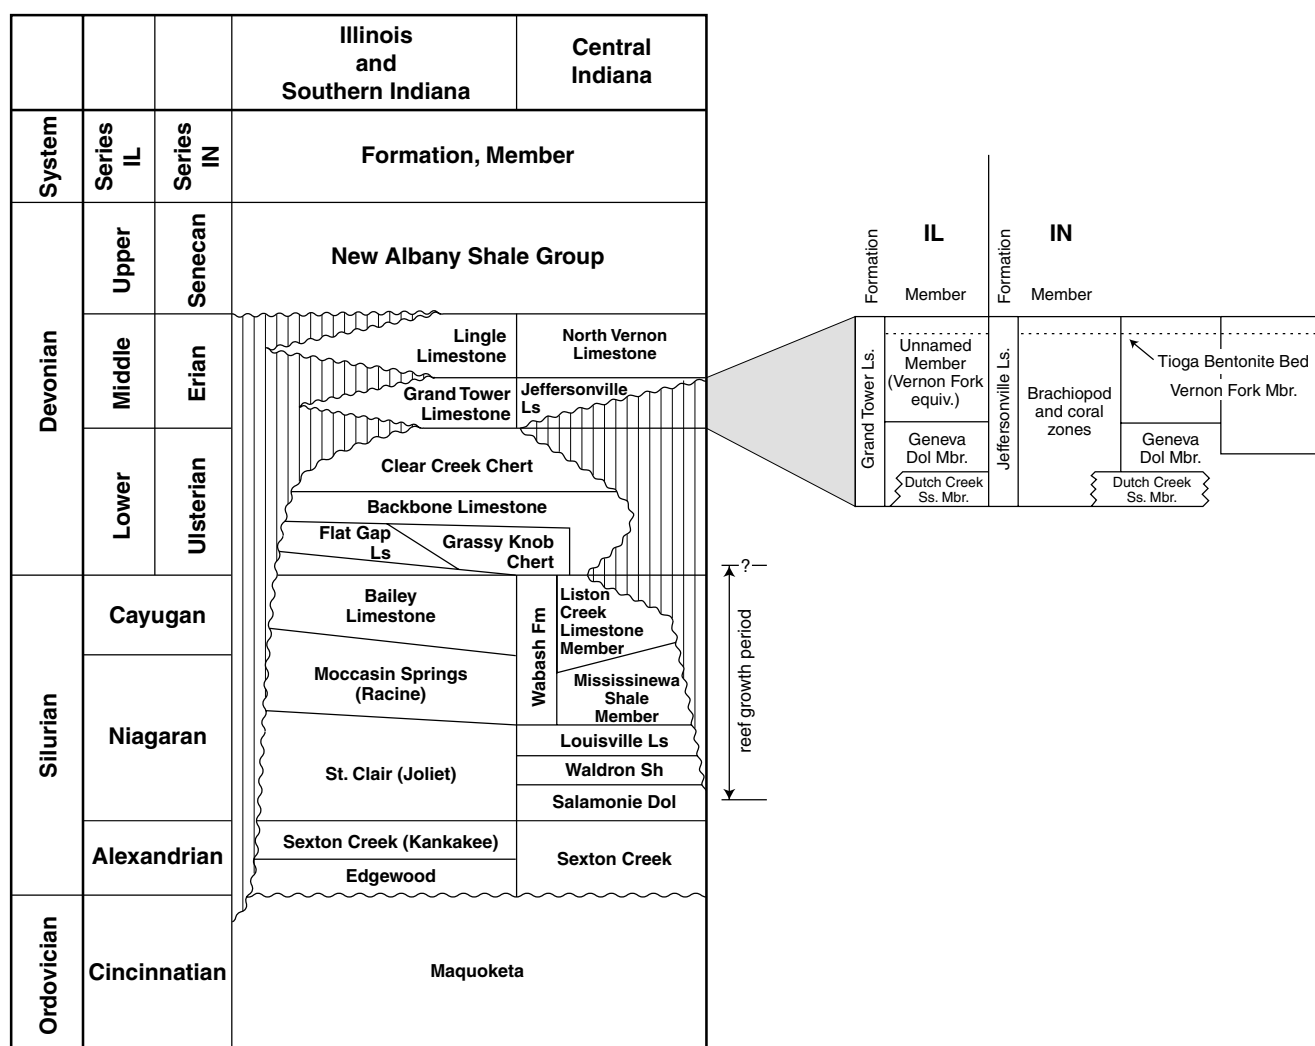 Illinois
and
Southern Indiana
Central
Indiana
System
Series
IL
Series
IN
Formation, Member
Devonian
Upper
Senecan
New Albany Shale Group
Middle
Erian
Lingle
Limestone
North Vernon
Limestone
Grand Tower
Limestone
Jeffersonville
Ls
Lower
Ulsterian
Clear Creek Chert
Backbone Limestone
Flat Gap
Ls
Grassy Knob
Chert
Silurian
Cayugan
Bailey
Limestone
Wabash Fm
Liston
Creek
Limestone
Member
Niagaran
Moccasin Springs
(Racine)
Mississinewa
Shale
Member
St. Clair (Joliet)
Louisville Ls
Waldron Sh
Salamonie Dol
Alexandrian
Sexton Creek (Kankakee)
Edgewood
Sexton Creek
Ordovician
Cincinnatian
Maquoketa
?
reef growth period
Formation
IL
Member
Formation
IN
Member
Grand Tower Ls.
Unnamed
Member
(Vernon Fork
equiv.)
Geneva
Dol Mbr.
Dutch Creek
Ss. Mbr.
Jeffersonville Ls.
Brachiopod
and coral
zones
Tioga Bentonite Bed
Vernon Fork Mbr.
Geneva
Dol Mbr.
Dutch Creek
Ss. Mbr.